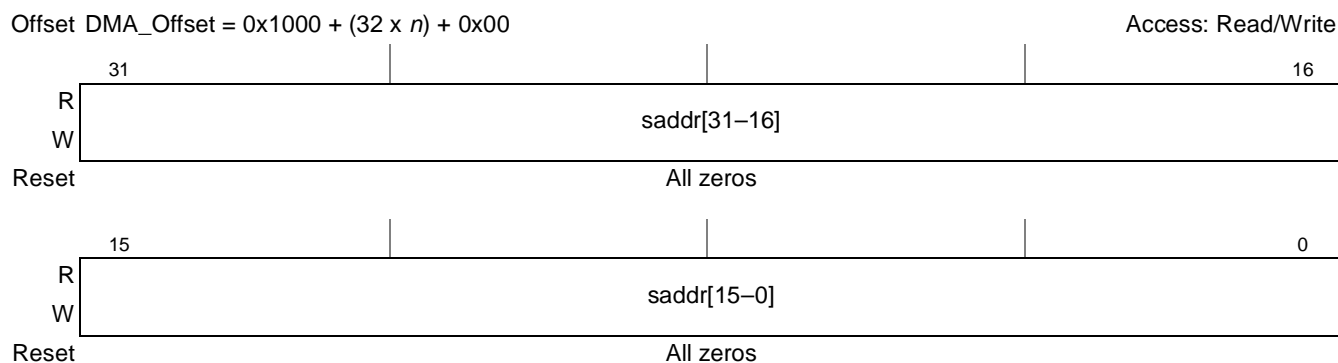 Offset DMA_Offset = 0x1000 + (32 x n) + 0x00 Access: Read/Write
31 16
R
saddr[31–16]
W
Reset All zeros
15 0
R
saddr[15–0]
W
Reset All zeros